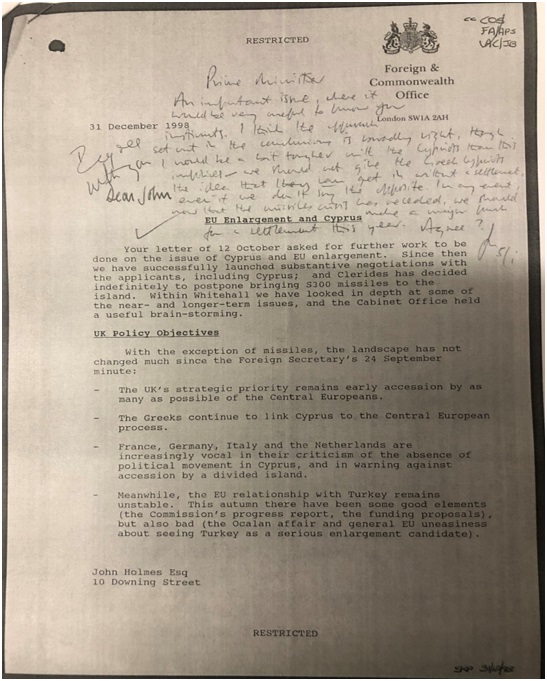 RESTRICTED
cc COS
FA/APS
Foreign &
Commonwealth
Office
London SW1A 2AH
31 December 1998
Prime Minister
An important issue, where it
would be very useful to know your
instincts. I think the approach
set out in the conclusions is broadly right, though
I would be a bit tougher with the Cypriots than this
implies – we should not give the Greek Cypriots
the idea that they can get in without a settlement,
even if we don't say the opposite. In any event,
now that the missiles crisis has receded, we should
make a major push
for a settlement this year. Agree?
5/1
Dear John
EU Enlargement and Cyprus
Your letter of 12 October asked for further work to be
done on the issue of Cyprus and EU enlargement. Since then
we have successfully launched substantive negotiations with
the applicants, including Cyprus; and Clerides has decided
indefinitely to postpone bringing S300 missiles to the
island. Within Whitehall we have looked in depth at some of
the near- and longer-term issues, and the Cabinet Office held
a useful brain-storming.
UK Policy Objectives
With the exception of missiles, the landscape has not
changed much since the Foreign Secretary's 24 September
minute:
- The UK's strategic priority remains early accession by as
many as possible of the Central Europeans.
- The Greeks continue to link Cyprus to the Central European
process.
- France, Germany, Italy and the Netherlands are
increasingly vocal in their criticism of the absence of
political movement in Cyprus, and in warning against
accession by a divided island.
- Meanwhile, the EU relationship with Turkey remains
unstable. This autumn there have been some good elements
(the Commission's progress report, the funding proposals),
but also bad (the Ocalan affair and general EU uneasiness
about seeing Turkey as a serious enlargement candidate).
John Holmes Esq
10 Downing Street
RESTRICTED